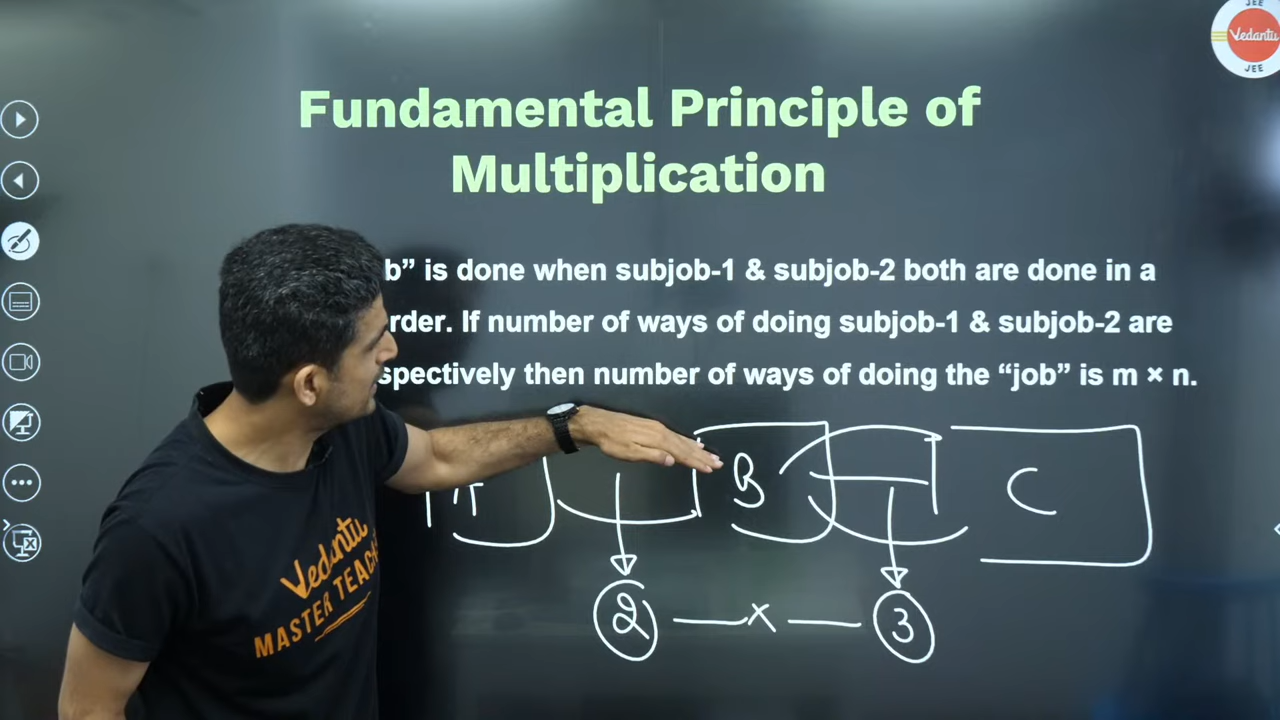 JEE
Vedantu
JEE
Fundamental Principle of
Multiplication
b” is done when subjob-1 & subjob-2 both are done in a
rder. If number of ways of doing subjob-1 & subjob-2 are
spectively then number of ways of doing the “job” is m × n.
B
C
2 × 3
Vedantu
MASTER TEACH